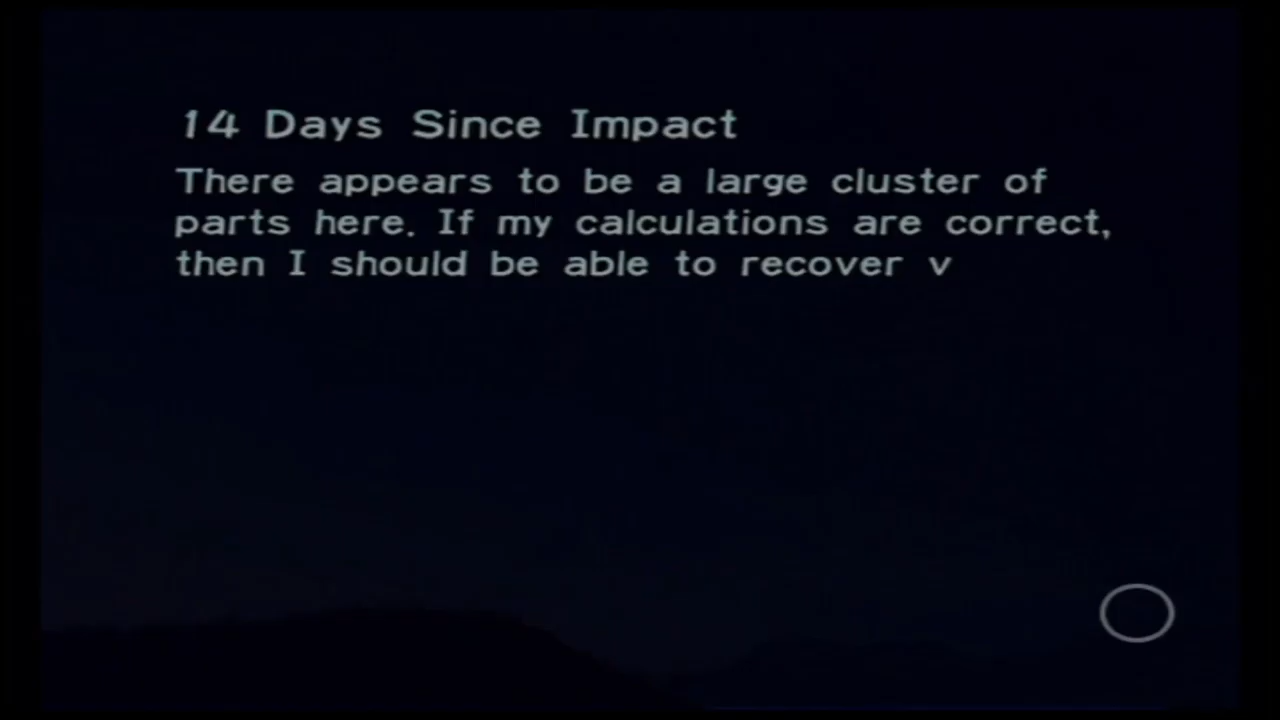 14 Days Since Impact
There appears to be a large cluster of
parts here. If my calculations are correct,
then I should be able to recover v